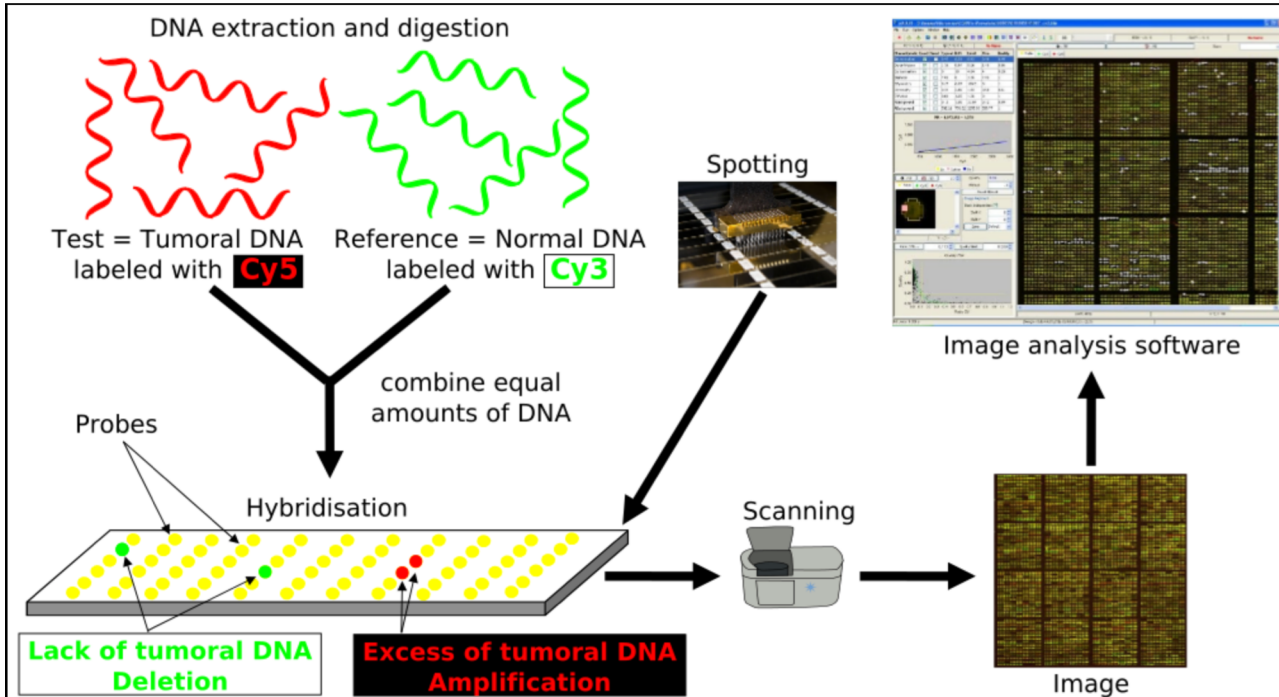 DNA extraction and digestion
Test = Tumoral DNA
labeled with Cy5
Reference = Normal DNA
labeled with Cy3
Spotting
combine equal
amounts of DNA
Probes
Hybridisation
Lack of tumoral DNA
Deletion
Excess of tumoral DNA
Amplification
Scanning
Image
Image analysis software